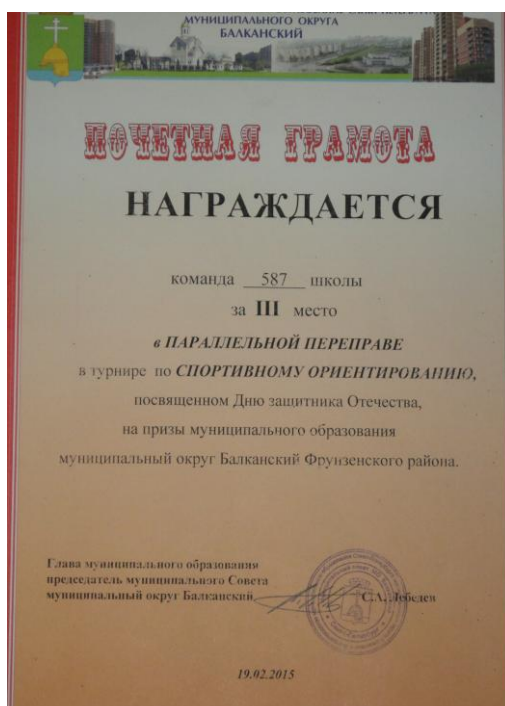 МУНИЦИПАЛЬНОГО ОКРУГА
БАЛКАНСКИЙ
ПОЧЕТНАЯ ГРАМОТА
НАГРАЖДАЕТСЯ
команда 587 школы
за III место
в ПАРАЛЛЕЛЬНОЙ ПЕРЕПРАВЕ
в турнире по СПОРТИВНОМУ ОРИЕНТИРОВАНИЮ,
посвященном Дню защитника Отечества,
на призы муниципального образования
муниципальный округ Балканский Фрунзенского района.
Глава муниципального образования
председатель муниципального Совета
муниципальный округ Балканский
С.А. Лебедев
19.02.2015